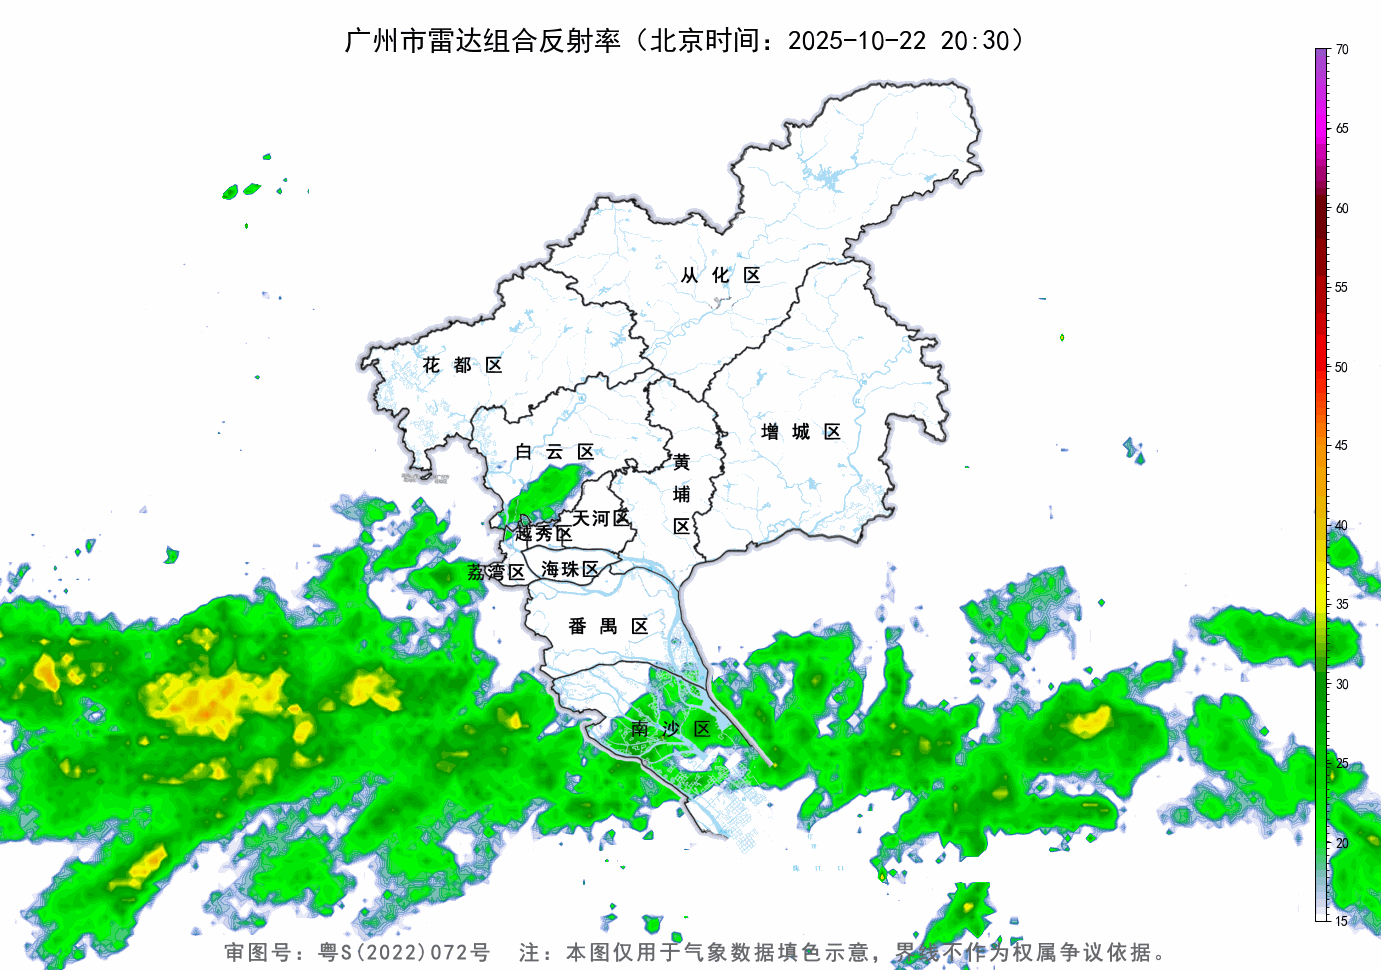 广州市雷达组合反射率（北京时间：2025-10-22 20:30）
70
65
60
55
50
45
40
35
30
25
20
15
从化区
花都区
增城区
白云区
黄埔区
天河区
越秀区
荔湾区
海珠区
番禺区
南沙区
审图号：粤S(2022)072号 注：本图仅用于气象数据填色示意，界线不作为权属争议依据。